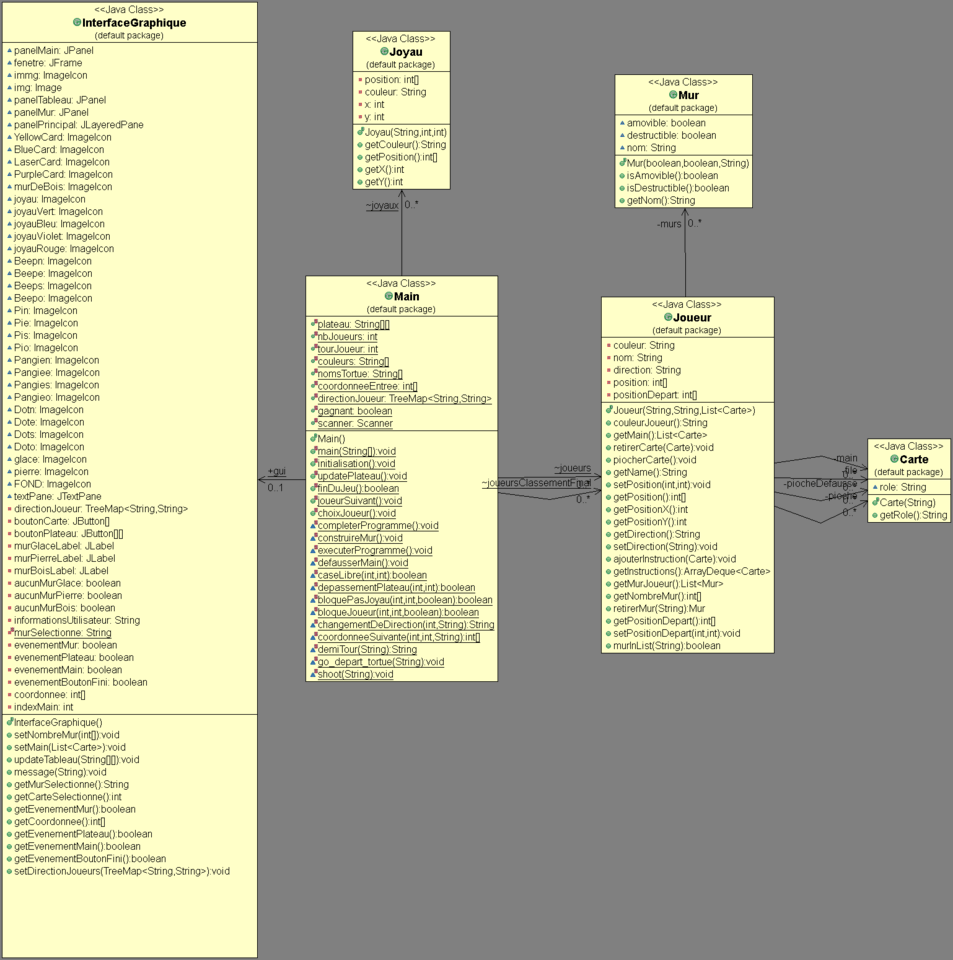 <<Java Class>>
InterfaceGraphique
(default package)
panelMain: JPanel
fenetre: JFrame
immg: ImageIcon
img: Image
panelTableau: JPanel
panelMur: JPanel
panelPrincipal: JLayeredPane
YellowCard: ImageIcon
BlueCard: ImageIcon
LaserCard: ImageIcon
PurpleCard: ImageIcon
murDeBois: ImageIcon
joyau: ImageIcon
joyauVert: ImageIcon
joyauBleu: ImageIcon
joyauViolet: ImageIcon
joyauRouge: ImageIcon
Beepn: ImageIcon
Beepe: ImageIcon
Beeps: ImageIcon
Beepo: ImageIcon
Pin: ImageIcon
Pie: ImageIcon
Pis: ImageIcon
Pio: ImageIcon
Pangien: ImageIcon
Pangiee: ImageIcon
Pangies: ImageIcon
Pangieo: ImageIcon
Dotn: ImageIcon
Dote: ImageIcon
Dots: ImageIcon
Doto: ImageIcon
glace: ImageIcon
pierre: ImageIcon
FOND: ImageIcon
textPane: JTextPane
directionJoueur: TreeMap<String,String>
boutonCarte: JButton[]
boutonPlateau: JButton[][]
murGlaceLabel: JLabel
murPierreLabel: JLabel
murBoisLabel: JLabel
aucunMurGlace: boolean
aucunMurPierre: boolean
aucunMurBois: boolean
informationsUtilisateur: String
murSelectionne: String
evenementMur: boolean
evenementPlateau: boolean
evenementMain: boolean
evenementBoutonFini: boolean
coordonnee: int[]
indexMain: int
InterfaceGraphique()
setNombreMur(int[]):void
setMain(List<Carte>):void
updateTableau(String[][]):void
message(String):void
getMurSelectionne():String
getCarteSelectionne():int
getEvenementMur():boolean
getCoordonnee():int[]
getEvenementPlateau():boolean
getEvenementMain():boolean
getEvenementBoutonFini():boolean
setDirectionJoueurs(TreeMap<String,String>):void
<<Java Class>>
Joyau
(default package)
position: int[]
couleur: String
x: int
y: int
Joyau(String,int,int)
getCouleur():String
getPosition():int[]
getX():int
getY():int
~joyaux
0..*
<<Java Class>>
Main
(default package)
plateau: String[][]
nbJoueurs: int
tourJoueur: int
couleurs: String[]
nomsTortue: String[]
coordonneeEntree: int[]
directionJoueur: TreeMap<String,String>
gagnant: boolean
scanner: Scanner
Main()
main(String[]):void
initialisation():void
updatePlateau():void
finDuJeu():boolean
joueurSuivant():void
choixJoueur():void
completerProgramme():void
construireMur():void
executerProgramme():void
defausserMain():void
caseLibre(int,int):boolean
depassementPlateau(int,int):boolean
bloquePasJoyau(int,int,boolean):boolean
bloqueJoueur(int,int,boolean):boolean
changementDeDirection(int,String):String
coordonneeSuivante(int,int,String):int[]
demiTour(String):String
go_depart_tortue(String):void
shoot(String):void
+gui
0..1
~joueurs
~joueursClassementFinal
0..*
<<Java Class>>
Mur
(default package)
amovible: boolean
destructible: boolean
nom: String
Mur(boolean,boolean,String)
isAmovible():boolean
isDestructible():boolean
getNom():String
-murs
0..*
<<Java Class>>
Joueur
(default package)
couleur: String
nom: String
direction: String
position: int[]
positionDepart: int[]
Joueur(String,String,List<Carte>)
couleurJoueur():String
getMain():List<Carte>
retirerCarte(Carte):void
piocherCarte():void
getName():String
setPosition(int,int):void
getPosition():int[]
getPositionX():int
getPositionY():int
getDirection():String
setDirection(String):void
ajouterInstruction(Carte):void
getInstructions():ArrayDeque<Carte>
getMurJoueur():List<Mur>
getNombreMur():int[]
retirerMur(String):Mur
getPositionDepart():int[]
setPositionDepart(int,int):void
murInList(String):boolean
-main
-file
-piocheDefausse
-pioche
0..*
<<Java Class>>
Carte
(default package)
role: String
Carte(String)
getRole():String